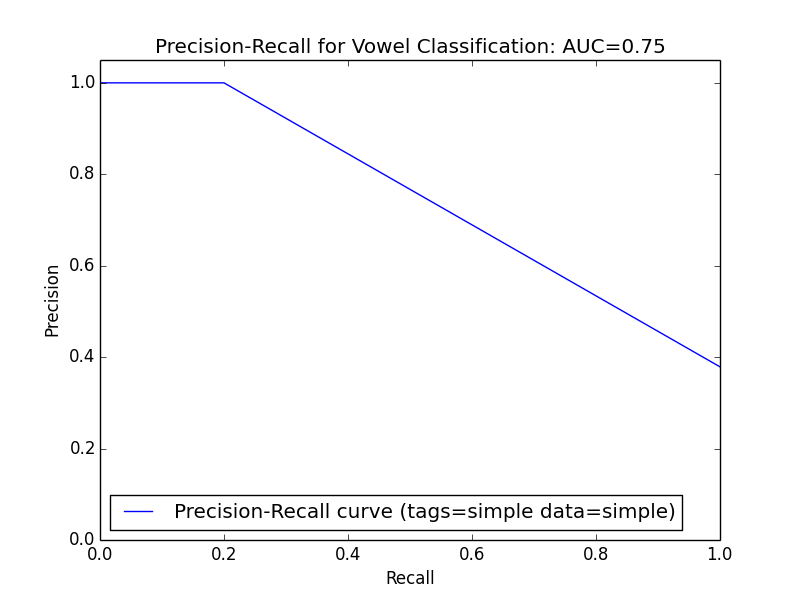 Precision-Recall for Vowel Classification: AUC=0.75
1.0
0.8
0.6
0.4
0.2
0.0
Precision
Precision-Recall curve (tags=simple data=simple)
0.0 0.2 0.4 0.6 0.8 1.0
Recall